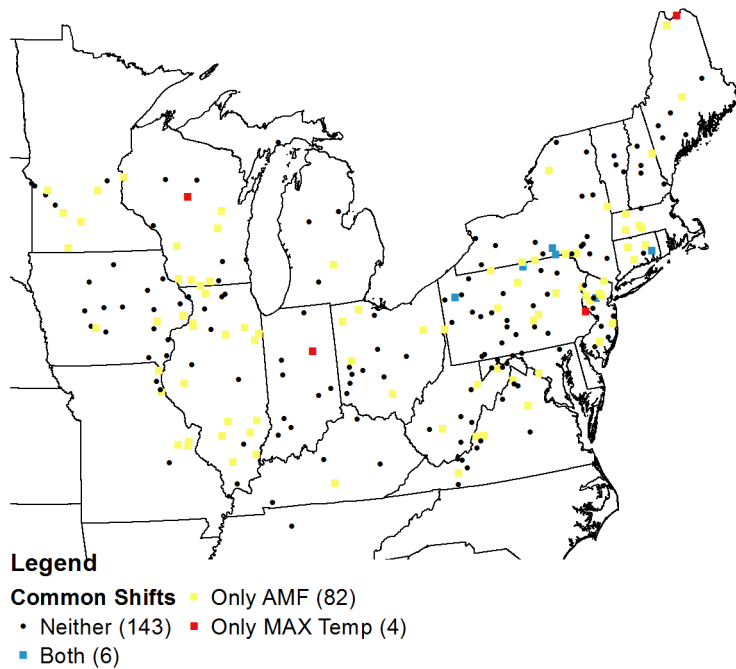 Legend
Common Shifts
Only AMF (82)
Neither (143)
Only MAX Temp (4)
Both (6)